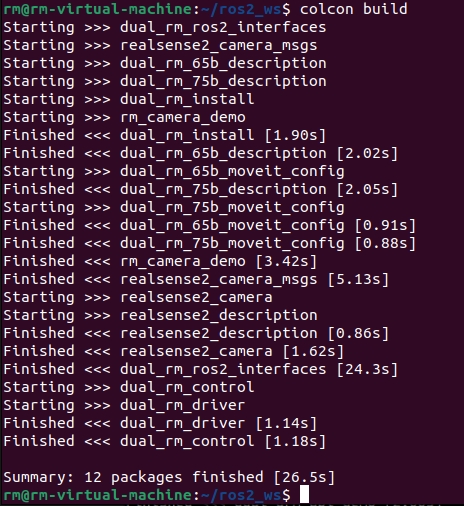 rm@rm-virtual-machine:~/ros2_ws$ colcon build
Starting >>> dual_rm_ros2_interfaces
Starting >>> realsense2_camera_msgs
Starting >>> dual_rm_65b_description
Starting >>> dual_rm_75b_description
Starting >>> dual_rm_install
Starting >>> rm_camera_demo
Finished <<< dual_rm_install [1.90s]
Finished <<< dual_rm_65b_description [2.02s]
Starting >>> dual_rm_65b_moveit_config
Finished <<< dual_rm_75b_description [2.05s]
Starting >>> dual_rm_75b_moveit_config
Finished <<< dual_rm_65b_moveit_config [0.91s]
Finished <<< dual_rm_75b_moveit_config [0.88s]
Finished <<< rm_camera_demo [3.42s]
Finished <<< realsense2_camera_msgs [5.13s]
Starting >>> realsense2_camera
Starting >>> realsense2_description
Finished <<< realsense2_description [0.86s]
Finished <<< realsense2_camera [1.62s]
Finished <<< dual_rm_ros2_interfaces [24.3s]
Starting >>> dual_rm_control
Starting >>> dual_rm_driver
Finished <<< dual_rm_driver [1.14s]
Finished <<< dual_rm_control [1.18s]
Summary: 12 packages finished [26.5s]
rm@rm-virtual-machine:~/ros2_ws$